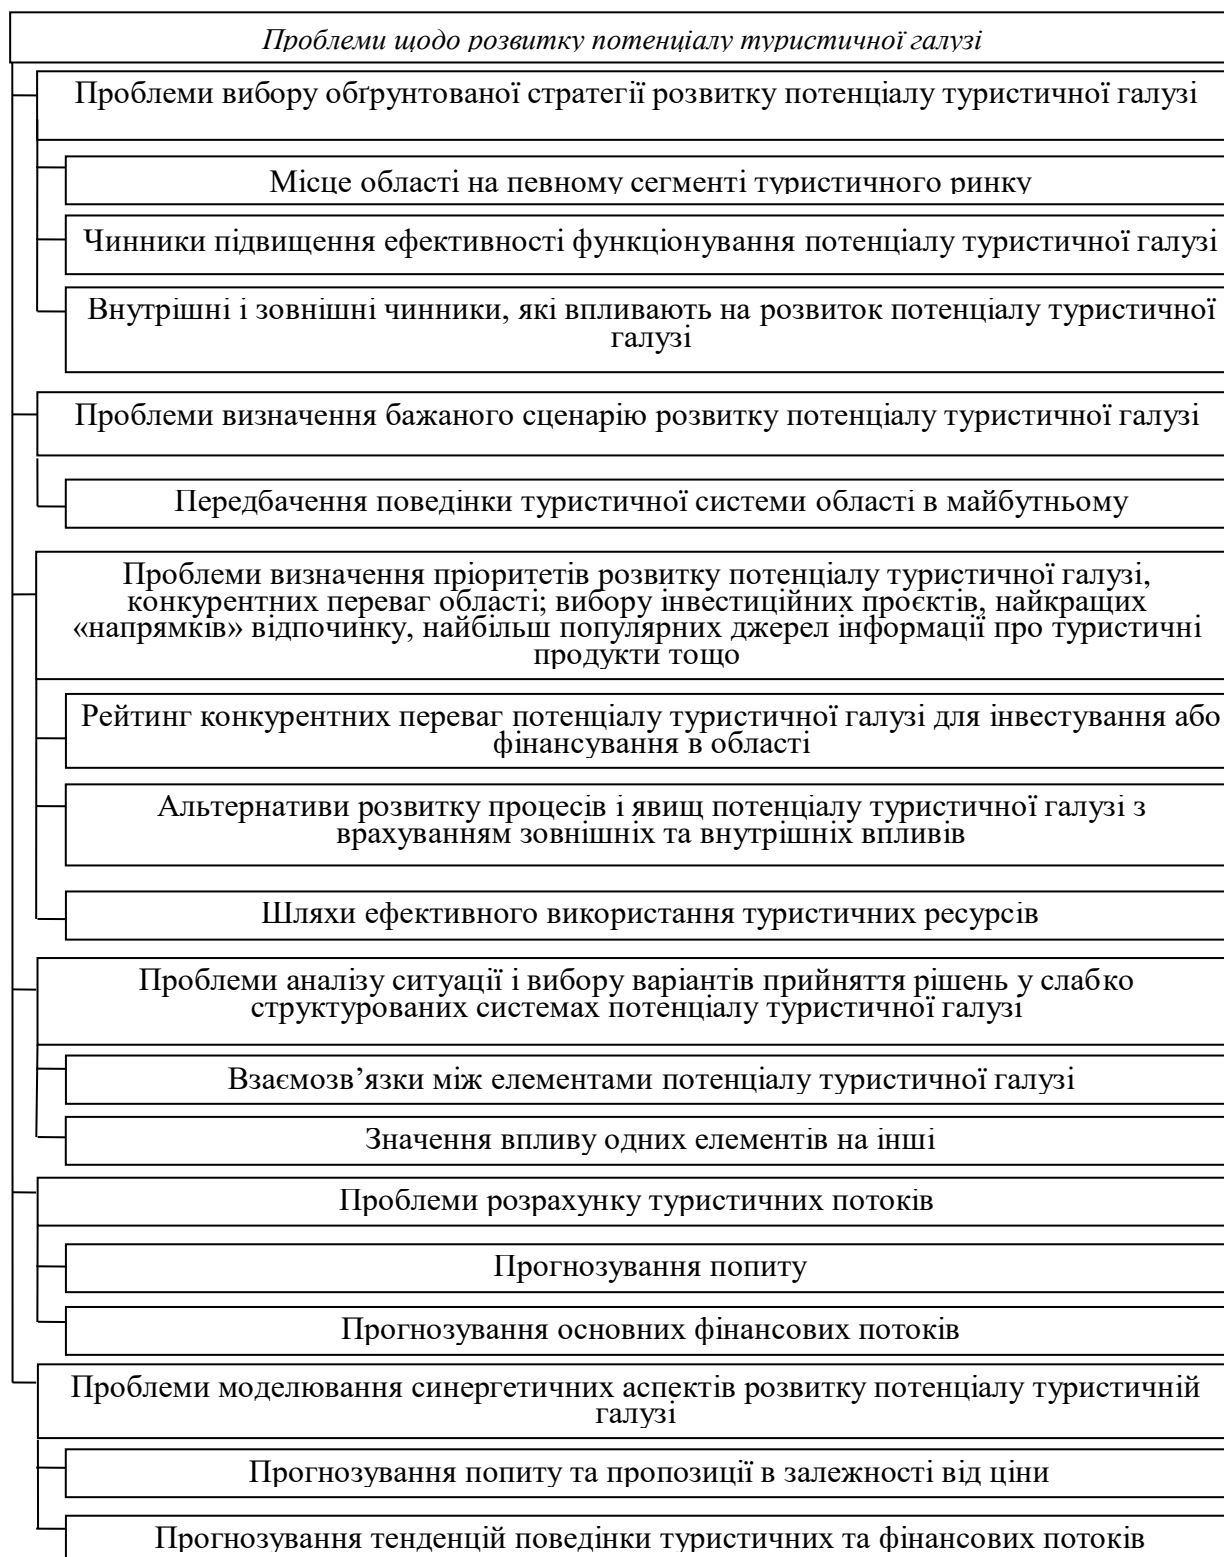 Проблеми щодо розвитку потенціалу туристичної галузі
Проблеми вибору обґрунтованої стратегії розвитку потенціалу туристичної галузі
Місце області на певному сегменті туристичного ринку
Чинники підвищення ефективності функціонування потенціалу туристичної галузі
Внутрішні і зовнішні чинники, які впливають на розвиток потенціалу туристичної
галузі
Проблеми визначення бажаного сценарію розвитку потенціалу туристичної галузі
Передбачення поведінки туристичної системи області в майбутньому
Проблеми визначення пріоритетів розвитку потенціалу туристичної галузі,
конкурентних переваг області; вибору інвестиційних проєктів, найкращих
«напрямків» відпочинку, найбільш популярних джерел інформації про туристичні
продукти тощо
Рейтинг конкурентних переваг потенціалу туристичної галузі для інвестування або
фінансування в області
Альтернативи розвитку процесів і явищ потенціалу туристичної галузі з
врахуванням зовнішніх та внутрішніх впливів
Шляхи ефективного використання туристичних ресурсів
Проблеми аналізу ситуації і вибору варіантів прийняття рішень у слабко
структурованих системах потенціалу туристичної галузі
Взаємозв’язки між елементами потенціалу туристичної галузі
Значення впливу одних елементів на інші
Проблеми розрахунку туристичних потоків
Прогнозування попиту
Прогнозування основних фінансових потоків
Проблеми моделювання синергетичних аспектів розвитку потенціалу туристичній
галузі
Прогнозування попиту та пропозиції в залежності від ціни
Прогнозування тенденцій поведінки туристичних та фінансових потоків